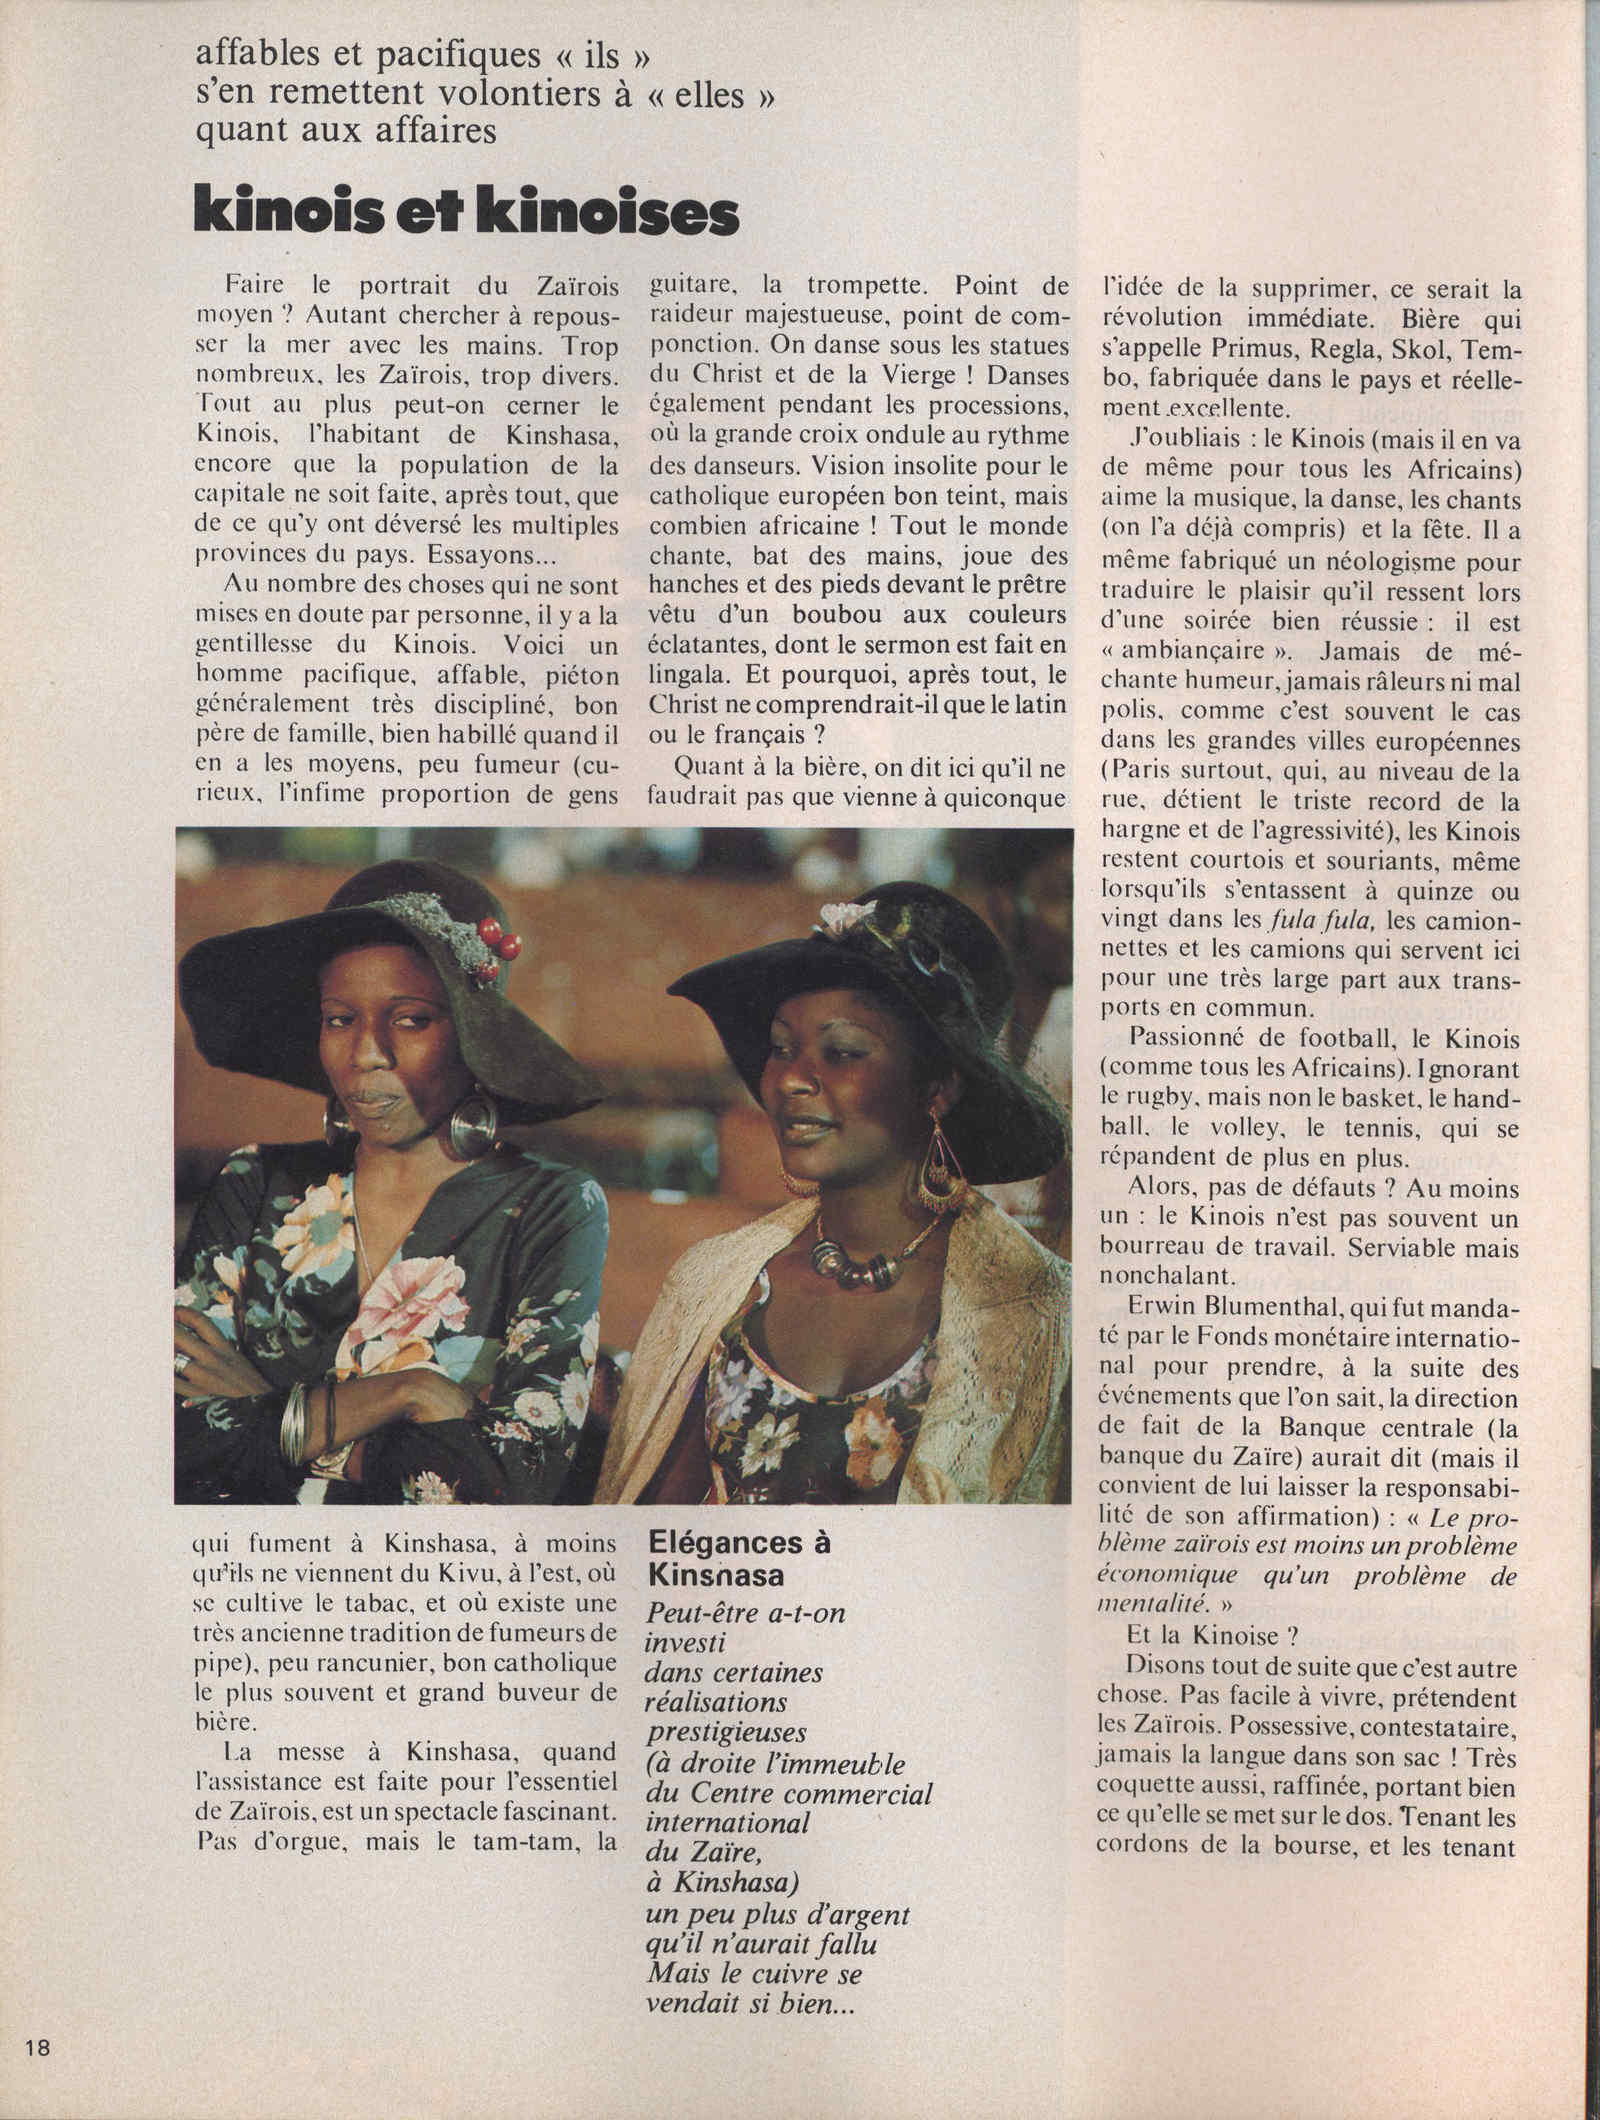 affables et pacifiques « ils »
s'en remettent volontiers à « elles »
quant aux affaires
kinois et kinoises
Faire le portrait du Zaïrois
moyen ? Autant chercher à repous-
ser la mer avec les mains. Trop
nombreux, les Zaïrois, trop divers.
Tout au plus peut-on cerner le
Kinois, l'habitant de Kinshasa,
encore que la population de la
capitale ne soit faite, après tout, que
de ce qu'y ont déversé les multiples
provinces du pays. Essayons...
Au nombre des choses qui ne sont
mises en doute par personne, il y a la
gentillesse du Kinois. Voici un
homme pacifique, affable, piéton
généralement très discipliné, bon
père de famille, bien habillé quand il
en a les moyens, peu fumeur (cu-
rieux, l'infime proportion de gens
qui fument à Kinshasa, à moins
qu'ils ne viennent du Kivu, à l'est, où
se cultive le tabac, et où existe une
très ancienne tradition de fumeurs de
pipe), peu rancunier, bon catholique
le plus souvent et grand buveur de
bière.
La messe à Kinshasa, quand
l'assistance est faite pour l'essentiel
de Zaïrois, est un spectacle fascinant.
Pas d'orgue, mais le tam-tam, la
guitare, la trompette. Point de
raideur majestueuse, point de com-
ponction. On danse sous les statues
du Christ et de la Vierge ! Danses
également pendant les processions,
où la grande croix ondule au rythme
des danseurs. Vision insolite pour le
catholique européen bon teint, mais
combien africaine ! Tout le monde
chante, bat des mains, joue des
hanches et des pieds devant le prêtre
vêtu d'un boubou aux couleurs
éclatantes, dont le sermon est fait en
lingala. Et pourquoi, après tout, le
Christ ne comprendrait-il que le latin
ou le français ?
Quant à la bière, on dit ici qu'il ne
faudrait pas que vienne à quiconque
l'idée de la supprimer, ce serait la
révolution immédiate. Bière qui
s'appelle Primus, Regla, Skol, Tem-
bo, fabriquée dans le pays et réelle-
ment excellente.
J'oubliais : le Kinois (mais il en va
de même pour tous les Africains)
aime la musique, la danse, les chants
(on l'a déjà compris) et la fête. Il a
même fabriqué un néologisme pour
traduire le plaisir qu'il ressent lors
d'une soirée bien réussie : il est
« ambiançaire ». Jamais de mé-
chante humeur, jamais râleurs ni mal
polis, comme c'est souvent le cas
dans les grandes villes européennes
(Paris surtout, qui, au niveau de la
rue, détient le triste record de la
hargne et de l'agressivité), les Kinois
restent courtois et souriants, même
lorsqu'ils s'entassent à quinze ou
vingt dans les fula fula, les camion-
nettes et les camions qui servent ici
pour une très large part aux trans-
ports en commun.
Passionné de football, le Kinois
(comme tous les Africains). Ignorant
le rugby, mais non le basket, le hand-
ball, le volley, le tennis, qui se
répandent de plus en plus.
Alors, pas de défauts ? Au moins
un : le Kinois n'est pas souvent un
bourreau de travail. Serviable mais
nonchalant.
Erwin Blumenthal, qui fut manda-
té par le Fonds monétaire internatio-
nal pour prendre, à la suite des
événements que l'on sait, la direction
de fait de la Banque centrale (la
banque du Zaïre) aurait dit (mais il
convient de lui laisser la responsabi-
lité de son affirmation) : « Le pro-
blème zaïrois est moins un problème
économique qu'un problème de
mentalité. »
Et la Kinoise ?
Disons tout de suite que c'est autre
chose. Pas facile à vivre, prétendent
les Zaïrois. Possessive, contestataire,
jamais la langue dans son sac ! Très
coquette aussi, raffinée, portant bien
ce qu'elle se met sur le dos. Tenant les
cordons de la bourse, et les tenant
Elégances à
Kinshasa
Peut-être a-t-on
investi
dans certaines
réalisations
prestigieuses
(à droite l'immeuble
du Centre commercial
international
du Zaïre,
à Kinshasa)
un peu plus d'argent
qu'il n'aurait fallu
Mais le cuivre se
vendait si bien...
18